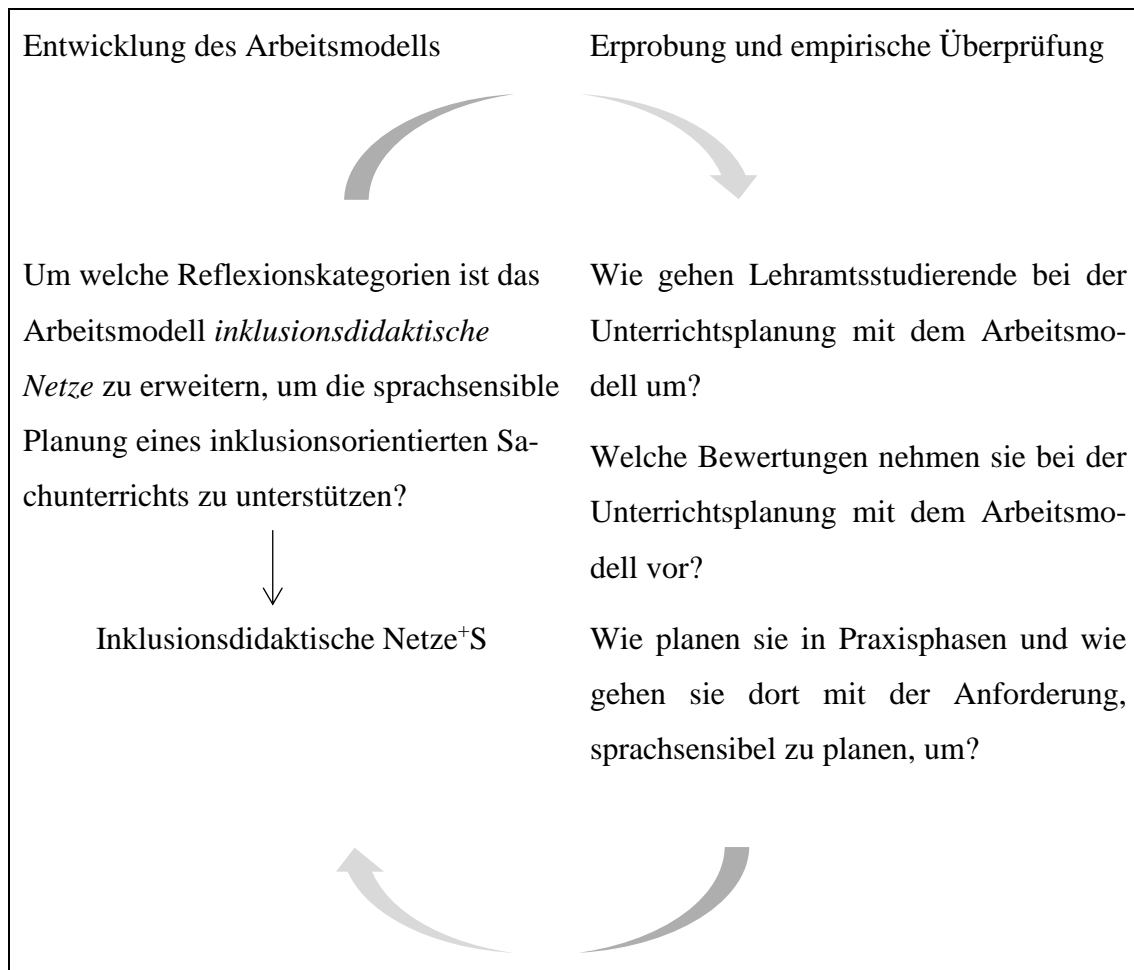 Entwicklung des Arbeitsmodells
Erprobung und empirische Überprüfung
Um welche Reflexionskategorien ist das
Arbeitsmodell inklusionsdidaktische
Netze zu erweitern, um die sprachsensible
Planung eines inklusionsorientierten Sa-
chunterrichts zu unterstützen?
Inklusionsdidaktische Netze⁺S
Wie gehen Lehramtsstudierende bei der
Unterrichtsplanung mit dem Arbeitsmo-
dell um?
Welche Bewertungen nehmen sie bei der
Unterrichtsplanung mit dem Arbeitsmo-
dell vor?
Wie planen sie in Praxisphasen und wie
gehen sie dort mit der Anforderung,
sprachsensibel zu planen, um?